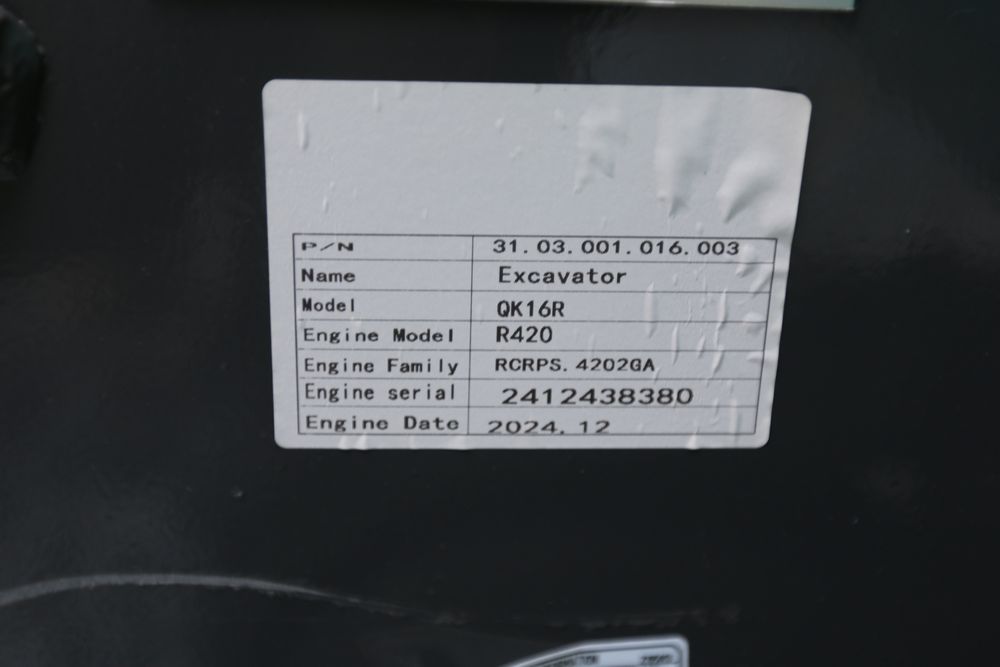 P/N 31.03.001.016.003
Name Excavator
Model QK16R
Engine Model R420
Engine Family RCRPS.4202GA
Engine serial 2412438380
Engine Date 2024.12